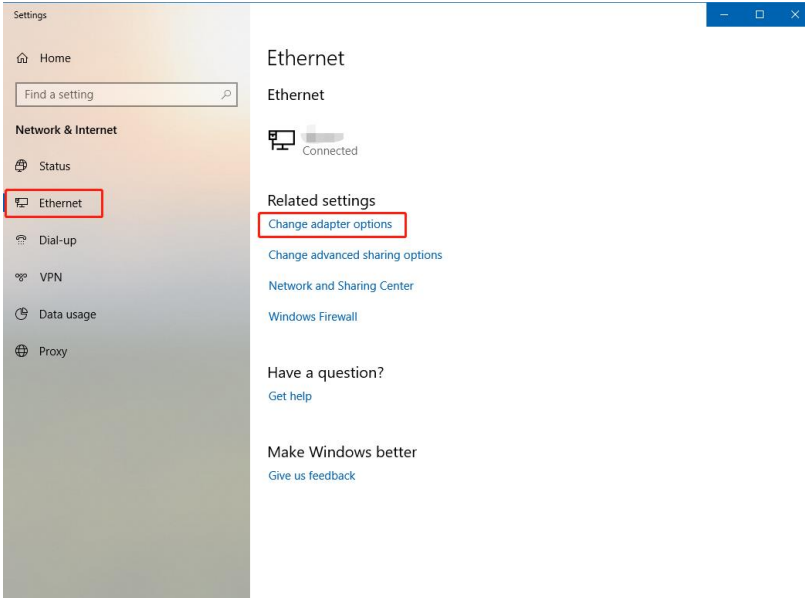 Settings
Home
Find a setting
Network & Internet
Status
Ethernet
Dial-up
VPN
Data usage
Proxy
Ethernet
Ethernet
Connected
Related settings
Change adapter options
Change advanced sharing options
Network and Sharing Center
Windows Firewall
Have a question?
Get help
Make Windows better
Give us feedback